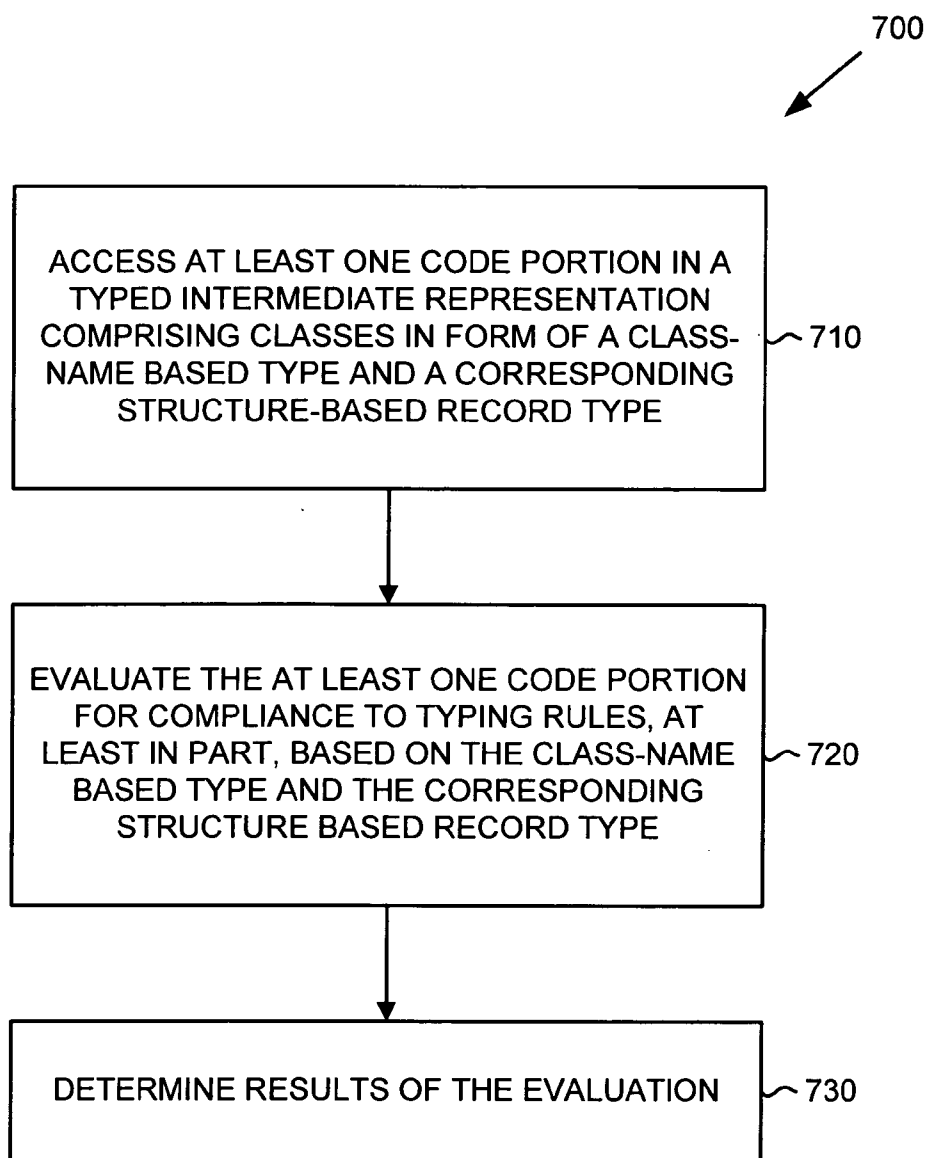 700
ACCESS AT LEAST ONE CODE PORTION IN A
TYPED INTERMEDIATE REPRESENTATION
COMPRISING CLASSES IN FORM OF A CLASS-
NAME BASED TYPE AND A CORRESPONDING
STRUCTURE-BASED RECORD TYPE
710
EVALUATE THE AT LEAST ONE CODE PORTION
FOR COMPLIANCE TO TYPING RULES, AT
LEAST IN PART, BASED ON THE CLASS-NAME
BASED TYPE AND THE CORRESPONDING
STRUCTURE BASED RECORD TYPE
720
DETERMINE RESULTS OF THE EVALUATION
730